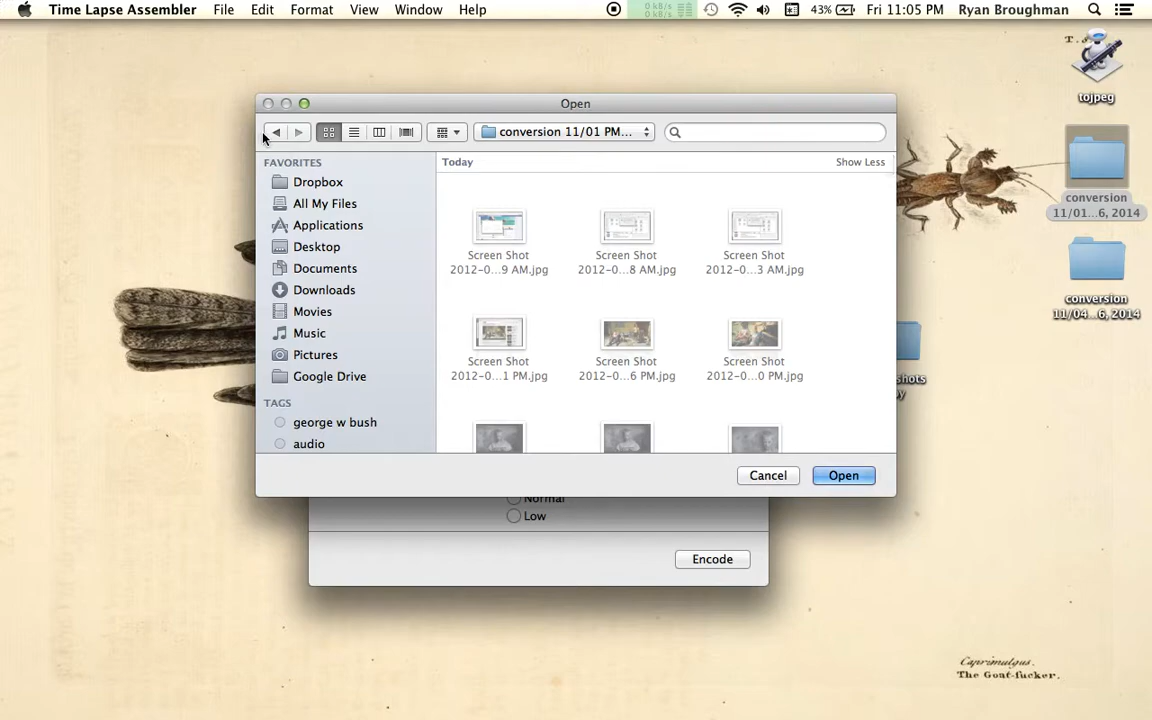 Time Lapse Assembler File Edit Format View Window Help 0 kB/s 0 kB/s 43% Fri 11:05 AM Ryan Broughman
tojpeg
conversion
11/01...6, 2014
conversion
11/04...6, 2014
Open
conversion 11/01 PM...
FAVORITES
Dropbox
All My Files
Applications
Desktop
Documents
Downloads
Movies
Music
Pictures
Google Drive
TAGS
george w bush
audio
Today Show Less
Screen Shot
2012-0...9 AM.jpg
Screen Shot
2012-0...8 AM.jpg
Screen Shot
2012-0...3 AM.jpg
Screen Shot
2012-0...1 PM.jpg
Screen Shot
2012-0...6 PM.jpg
Screen Shot
2012-0...0 PM.jpg
Cancel Open
Normal
Low
Encode
Caprimulgus.
The Goat-fucker.